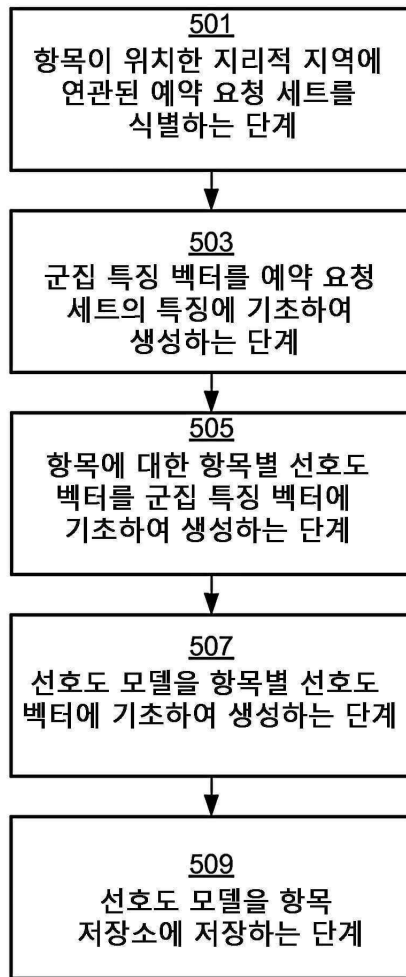 501
항목이 위치한 지리적 지역에
연관된 예약 요청 세트를
식별하는 단계
503
군집 특징 벡터를 예약 요청
세트의 특징에 기초하여
생성하는 단계
505
항목에 대한 항목별 선호도
벡터를 군집 특징 벡터에
기초하여 생성하는 단계
507
선호도 모델을 항목별 선호도
벡터에 기초하여 생성하는 단계
509
선호도 모델을 항목
저장소에 저장하는 단계